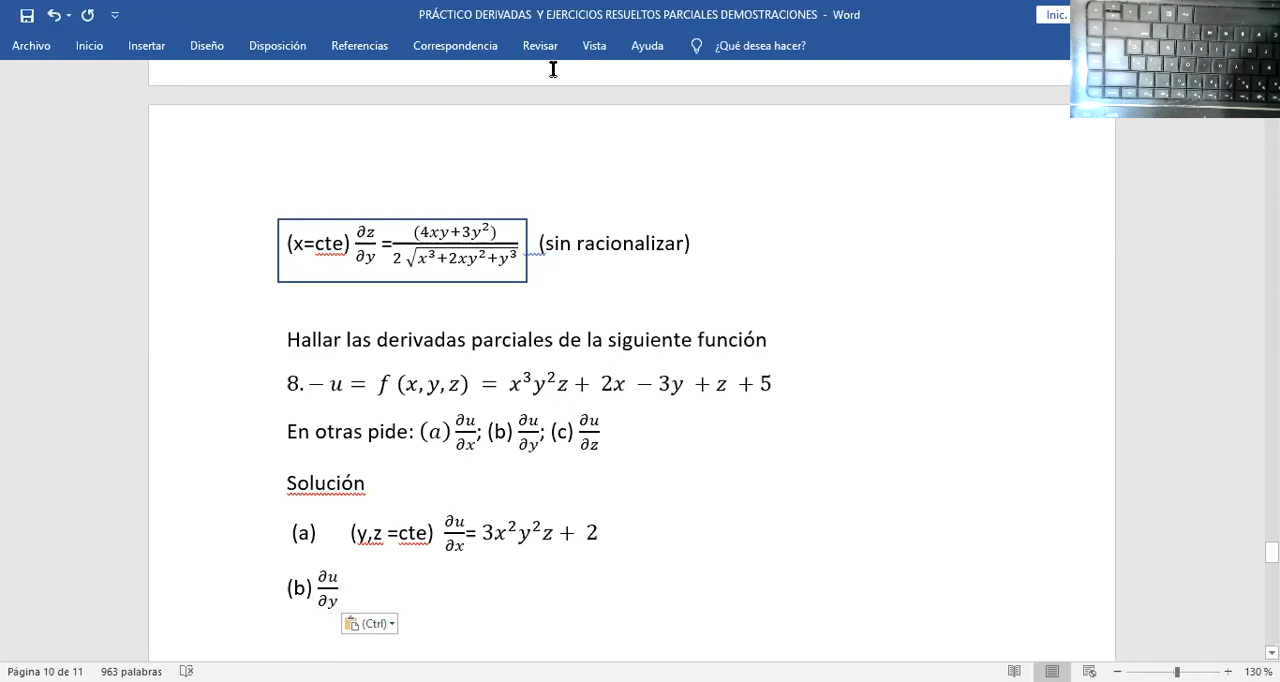 PRÁCTICO DERIVADAS Y EJERCICIOS RESUELTOS PARCIALES DEMOSTRACIONES - Word
Inic.
Archivo Inicio Insertar Diseño Disposición Referencias Correspondencia Revisar Vista Ayuda ¿Qué desea hacer?
(x=cte) ∂z/∂y = (4xy+3y²)/(2 √(x³+2xy²+y³)) (sin racionalizar)
Hallar las derivadas parciales de la siguiente función
8. − u = f (x, y, z) = x³y²z + 2x − 3y + z + 5
En otras pide: (a) ∂u/∂x; (b) ∂u/∂y; (c) ∂u/∂z
Solución
(a) (y,z =cte) ∂u/∂x = 3x²y²z + 2
(b) ∂u/∂y
(Ctrl)
Página 10 de 11 963 palabras 130 %